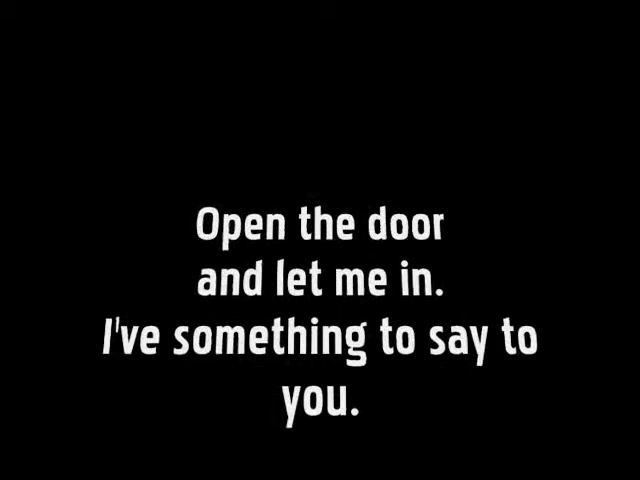 Open the door
and let me in.
I've something to say to
you.